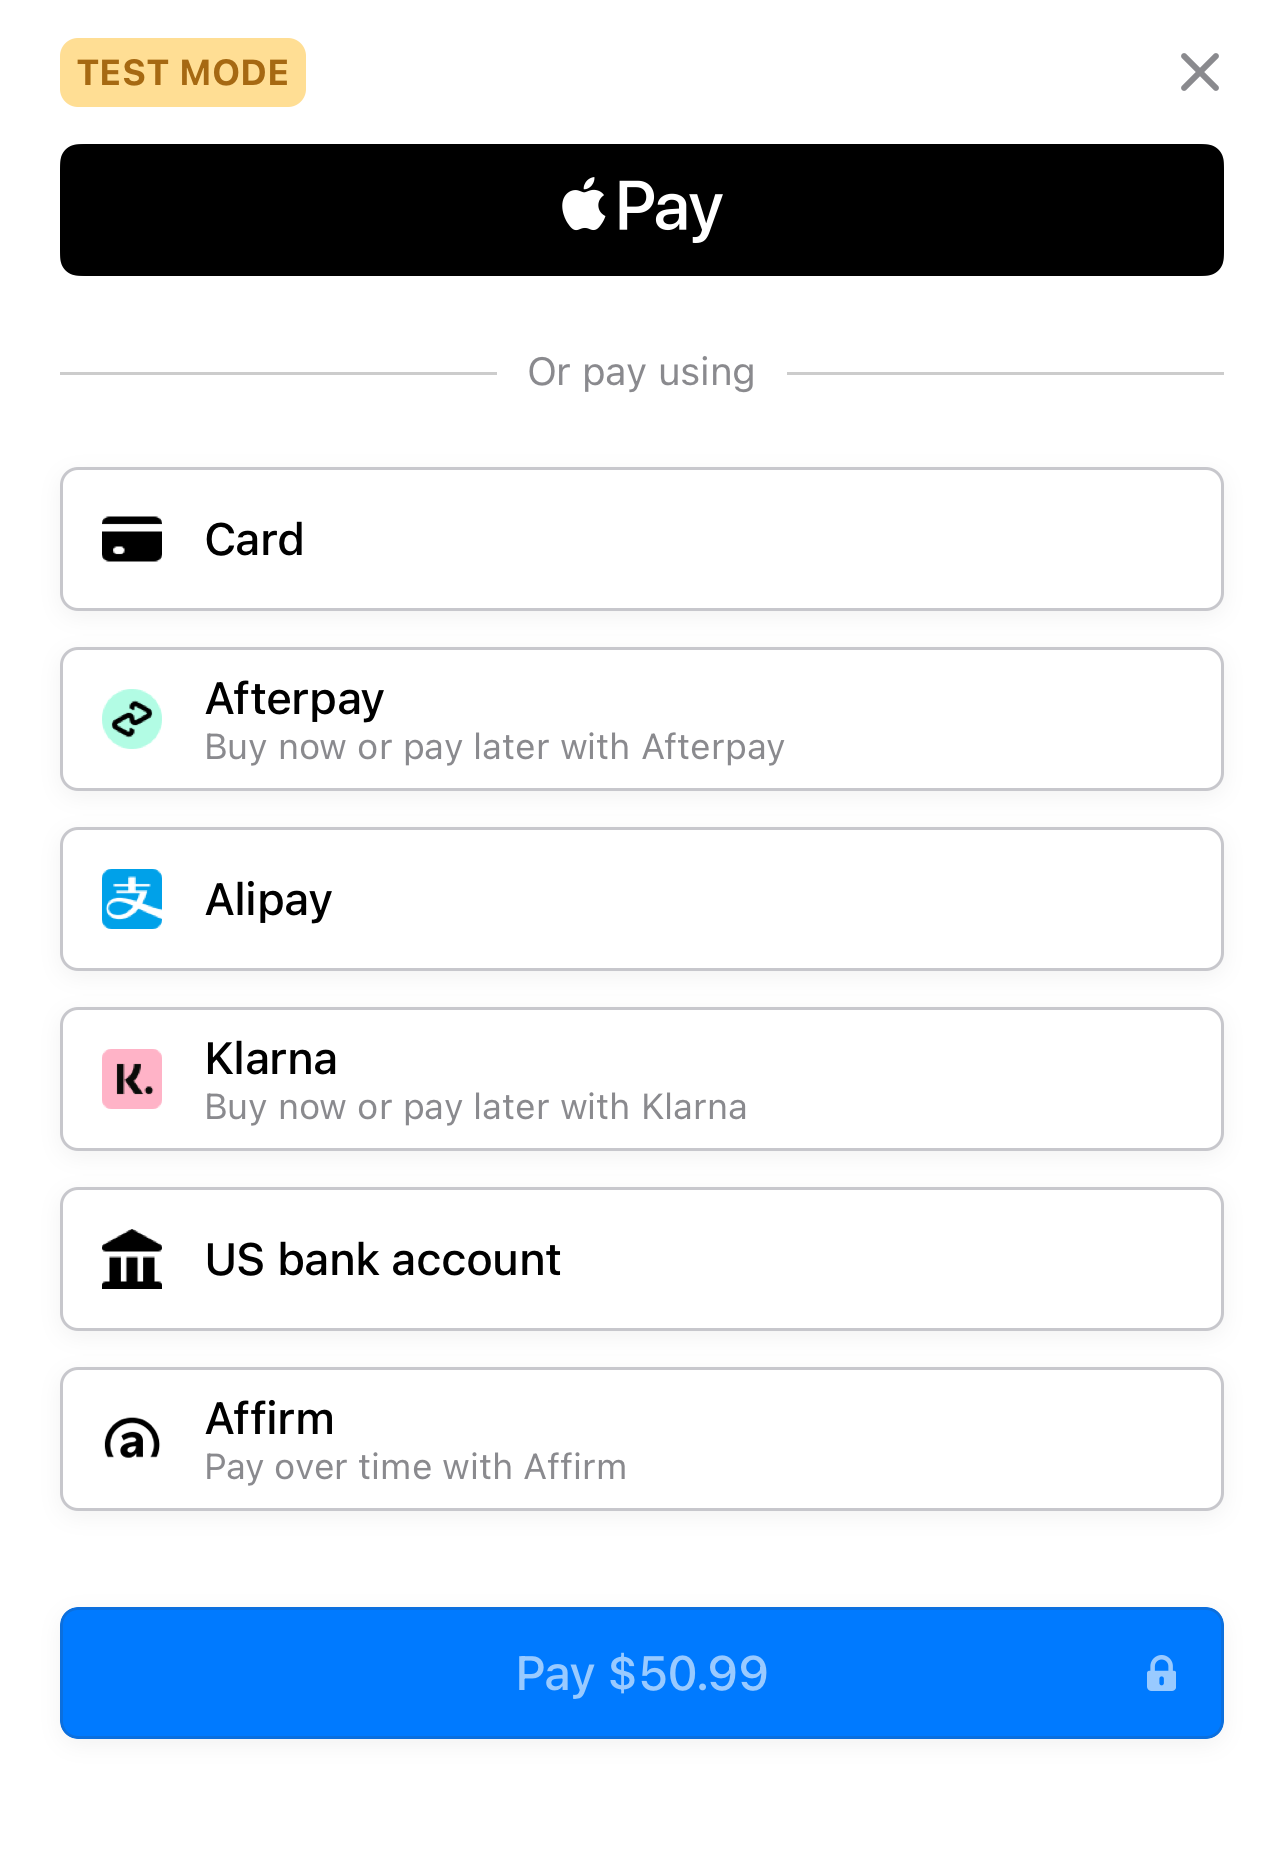 TEST MODE
Pay
Or pay using
Card
Afterpay
Buy now or pay later with Afterpay
支
Alipay
K.
Klarna
Buy now or pay later with Klarna
US bank account
a
Affirm
Pay over time with Affirm
Pay $50.99